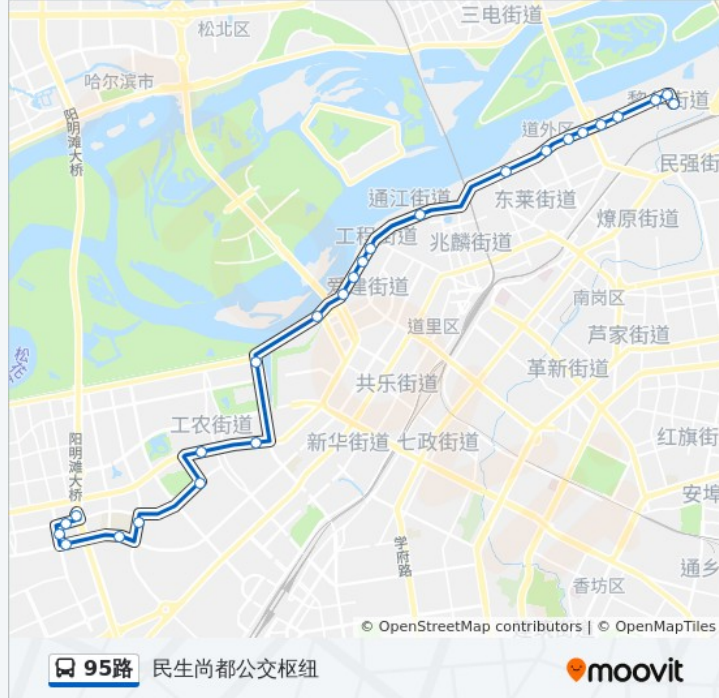 三电街道
松北区
哈尔滨市
阳明滩大桥
道外区
民强街
通江街道
东莱街道
燎原街道
工程街道
兆麟街道
爱建街道
南岗区
道里区
芦家街道
松花
革新街道
共乐街道
工农街道
新华街道
七政街道
红旗街
阳明滩大桥
安埠
学府路
通乡
香坊区
© OpenStreetMap contributors | © OpenMapTiles
95路 民生尚都公交枢纽
moovit